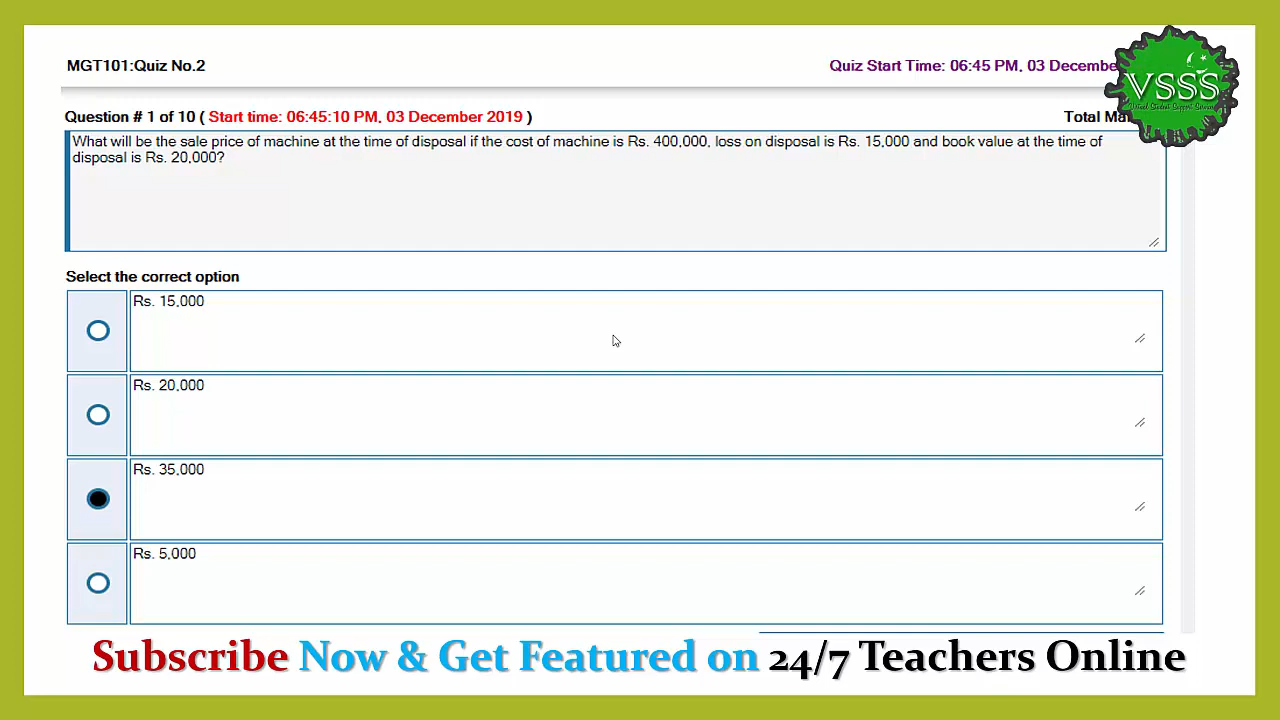 MGT101:Quiz No.2
Quiz Start Time: 06:45 PM, 03 Decembe
VSSS
Virtual Student Support Services
Question # 1 of 10 ( Start time: 06:45:10 PM, 03 December 2019 )
Total Ma
What will be the sale price of machine at the time of disposal if the cost of machine is Rs. 400,000, loss on disposal is Rs. 15,000 and book value at the time of
disposal is Rs. 20,000?
Select the correct option
Rs. 15,000
Rs. 20,000
Rs. 35,000
Rs. 5,000
Subscribe Now & Get Featured on 24/7 Teachers Online